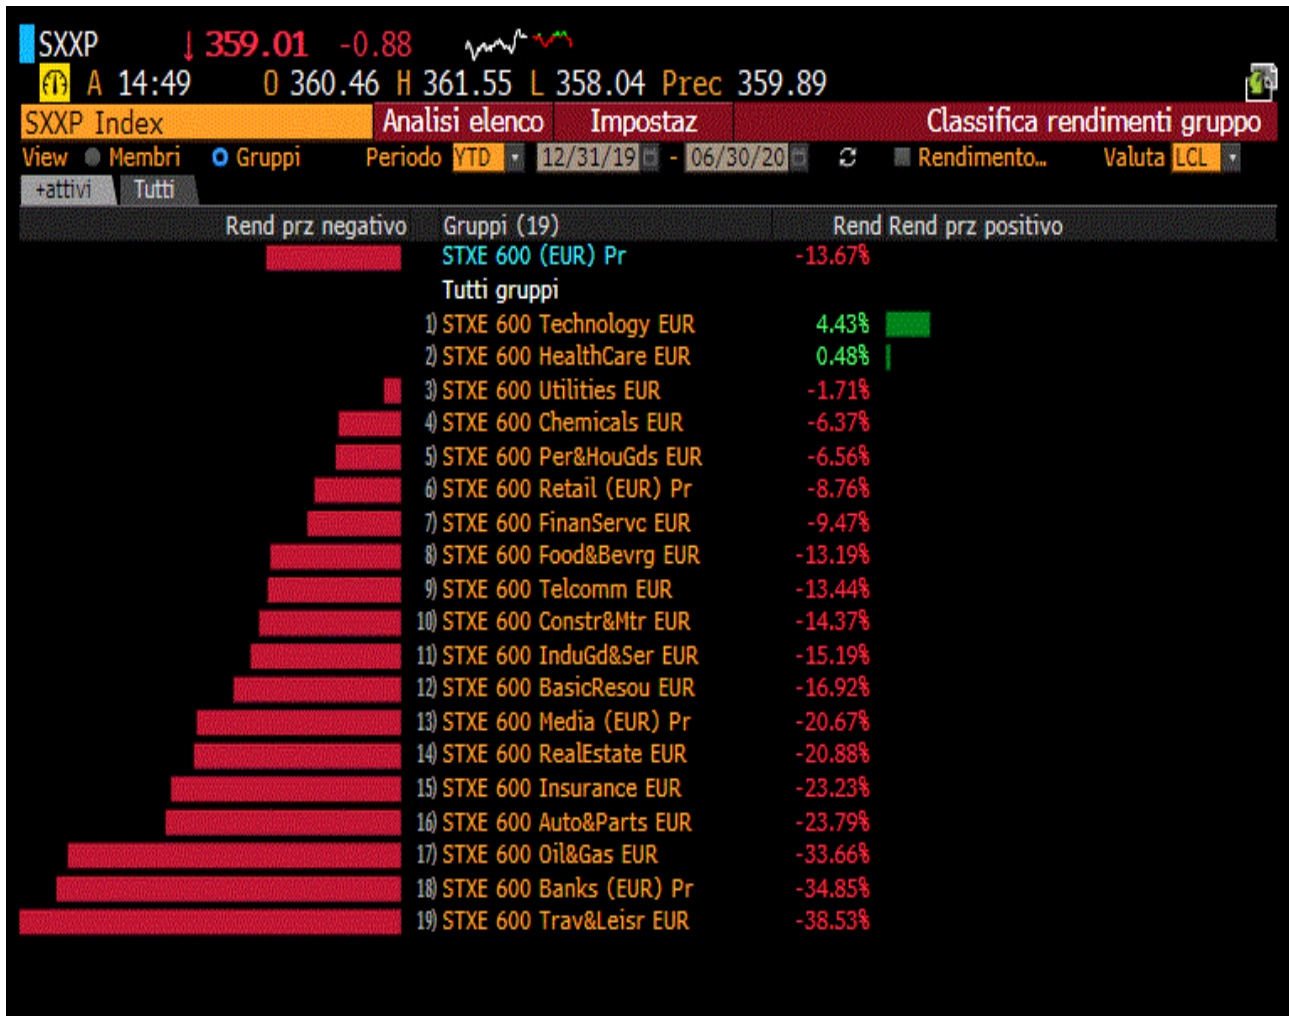 SXXP ↓ 359.01 -0.88
A 14:49 O 360.46 H 361.55 L 358.04 Prec 359.89
SXXP Index Analisi elenco Impostaz Classifica rendimenti gruppo
View Membri Gruppi Periodo YTD 12/31/19 - 06/30/20 Rendimento... Valuta LCL
+attivi Tutti
Rend prz negativo Gruppi (19) Rend Rend prz positivo
STXE 600 (EUR) Pr -13.67%
Tutti gruppi
1) STXE 600 Technology EUR 4.43%
2) STXE 600 HealthCare EUR 0.48%
3) STXE 600 Utilities EUR -1.71%
4) STXE 600 Chemicals EUR -6.37%
5) STXE 600 Per&HouGds EUR -6.56%
6) STXE 600 Retail (EUR) Pr -8.76%
7) STXE 600 FinanServc EUR -9.47%
8) STXE 600 Food&Bevrg EUR -13.19%
9) STXE 600 Telcomm EUR -13.44%
10) STXE 600 Constr&Mtr EUR -14.37%
11) STXE 600 InduGd&Ser EUR -15.19%
12) STXE 600 BasicResou EUR -16.92%
13) STXE 600 Media (EUR) Pr -20.67%
14) STXE 600 RealEstate EUR -20.88%
15) STXE 600 Insurance EUR -23.23%
16) STXE 600 Auto&Parts EUR -23.79%
17) STXE 600 Oil&Gas EUR -33.66%
18) STXE 600 Banks (EUR) Pr -34.85%
19) STXE 600 Trav&Leisr EUR -38.53%